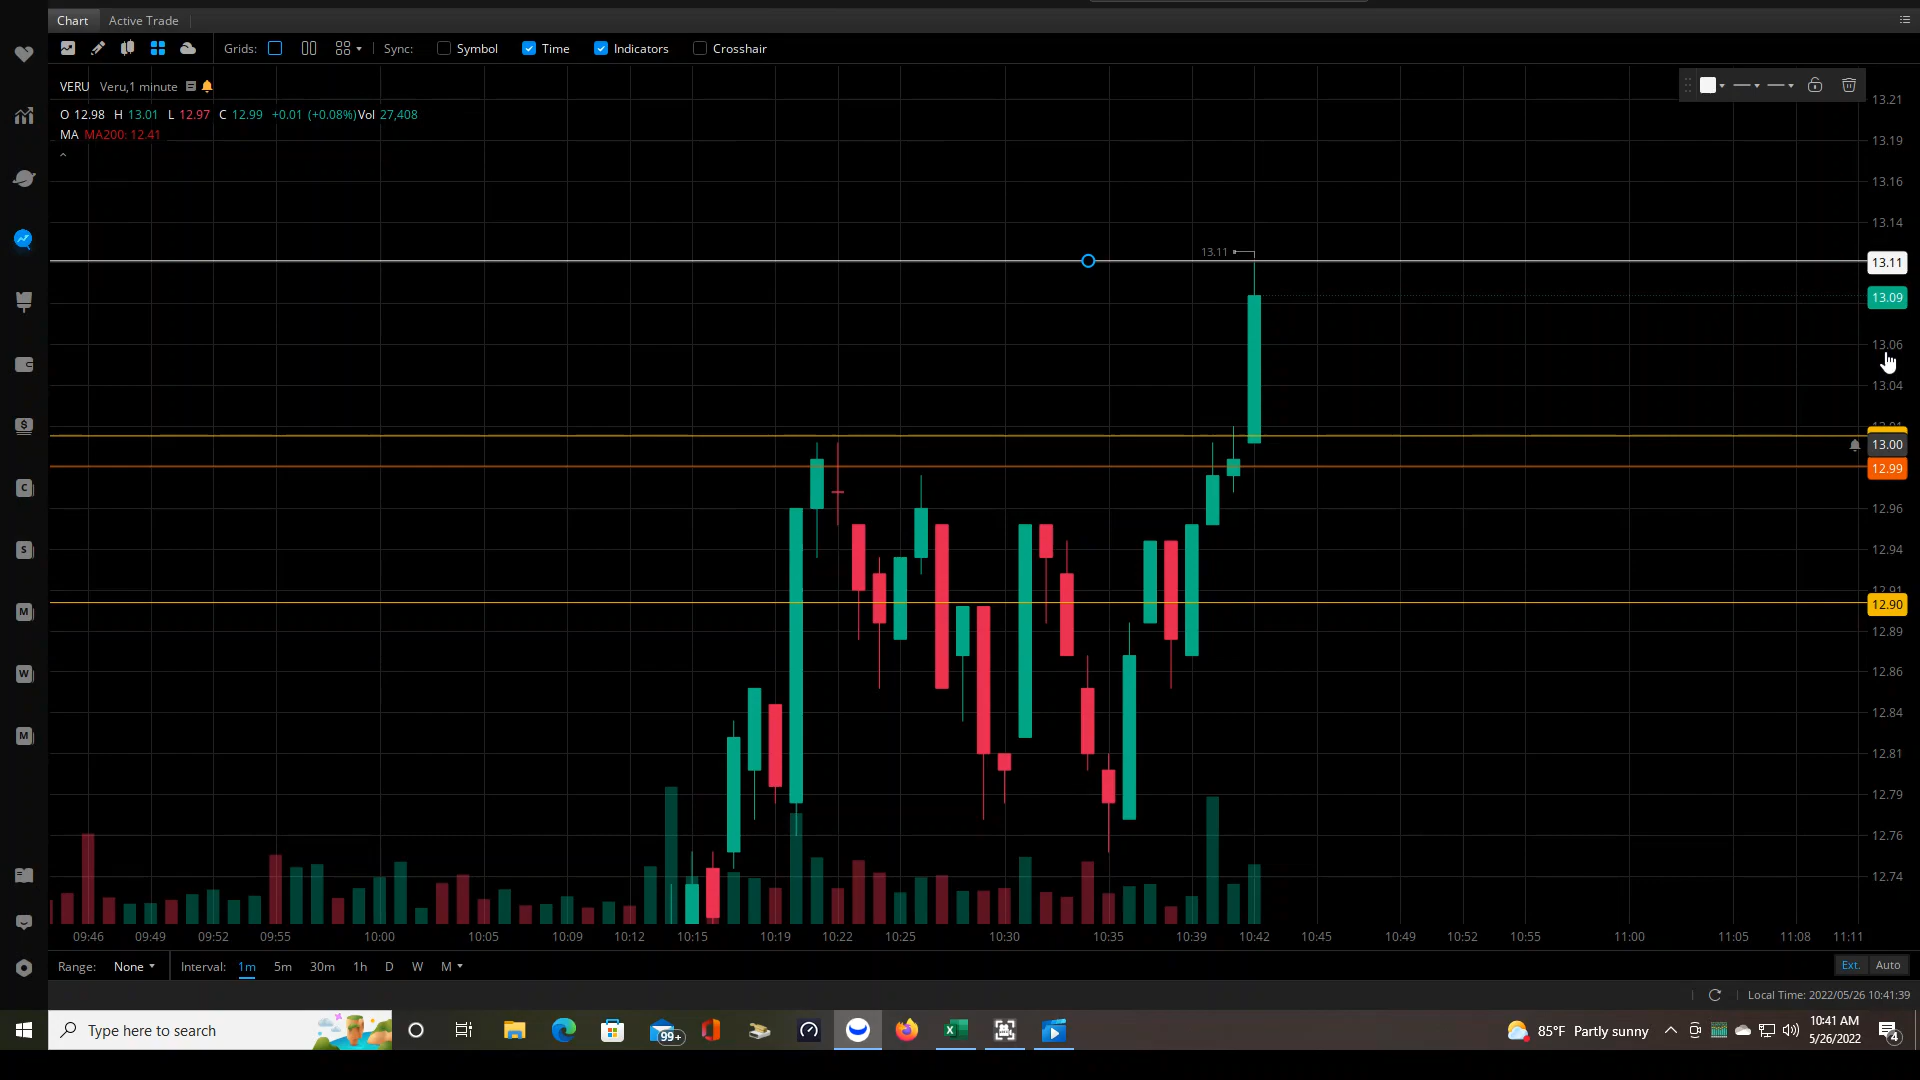 Chart Active Trade
Grids: Sync: Symbol Time Indicators Crosshair
VERU Veru,1 minute
O 12.98 H 13.01 L 12.97 C 12.99 +0.01 (+0.08%) Vol 27,408
MA MA200: 12.41
13.21
13.19
13.16
13.14
13.11
13.11
13.09
13.06
13.04
13.00
12.99
12.96
12.94
12.91
12.90
12.89
12.86
12.84
12.81
12.79
12.76
12.74
$
C
S
M
W
M
09:46 09:49 09:52 09:55 10:00 10:05 10:09 10:12 10:15 10:19 10:22 10:25 10:30 10:35 10:39 10:42 10:45 10:49 10:52 10:55 11:00 11:05 11:08 11:11
Range: None Interval: 1m 5m 30m 1h D W M Ext. Auto
Local Time: 2022/05/26 10:41:39
Type here to search 99+ 85°F Partly sunny 10:41 AM
5/26/2022 4